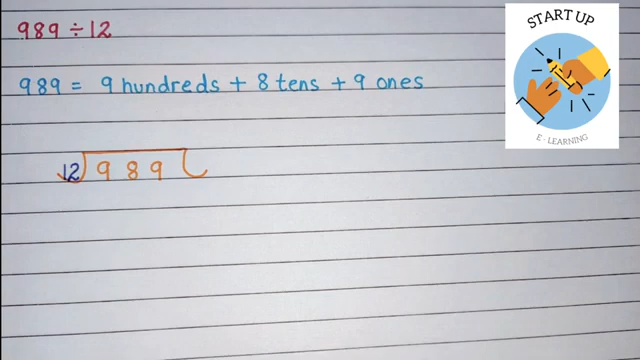 989 ÷ 12
989 = 9 hundreds + 8 tens + 9 ones
12 9 8 9
START UP
E - LEARNING